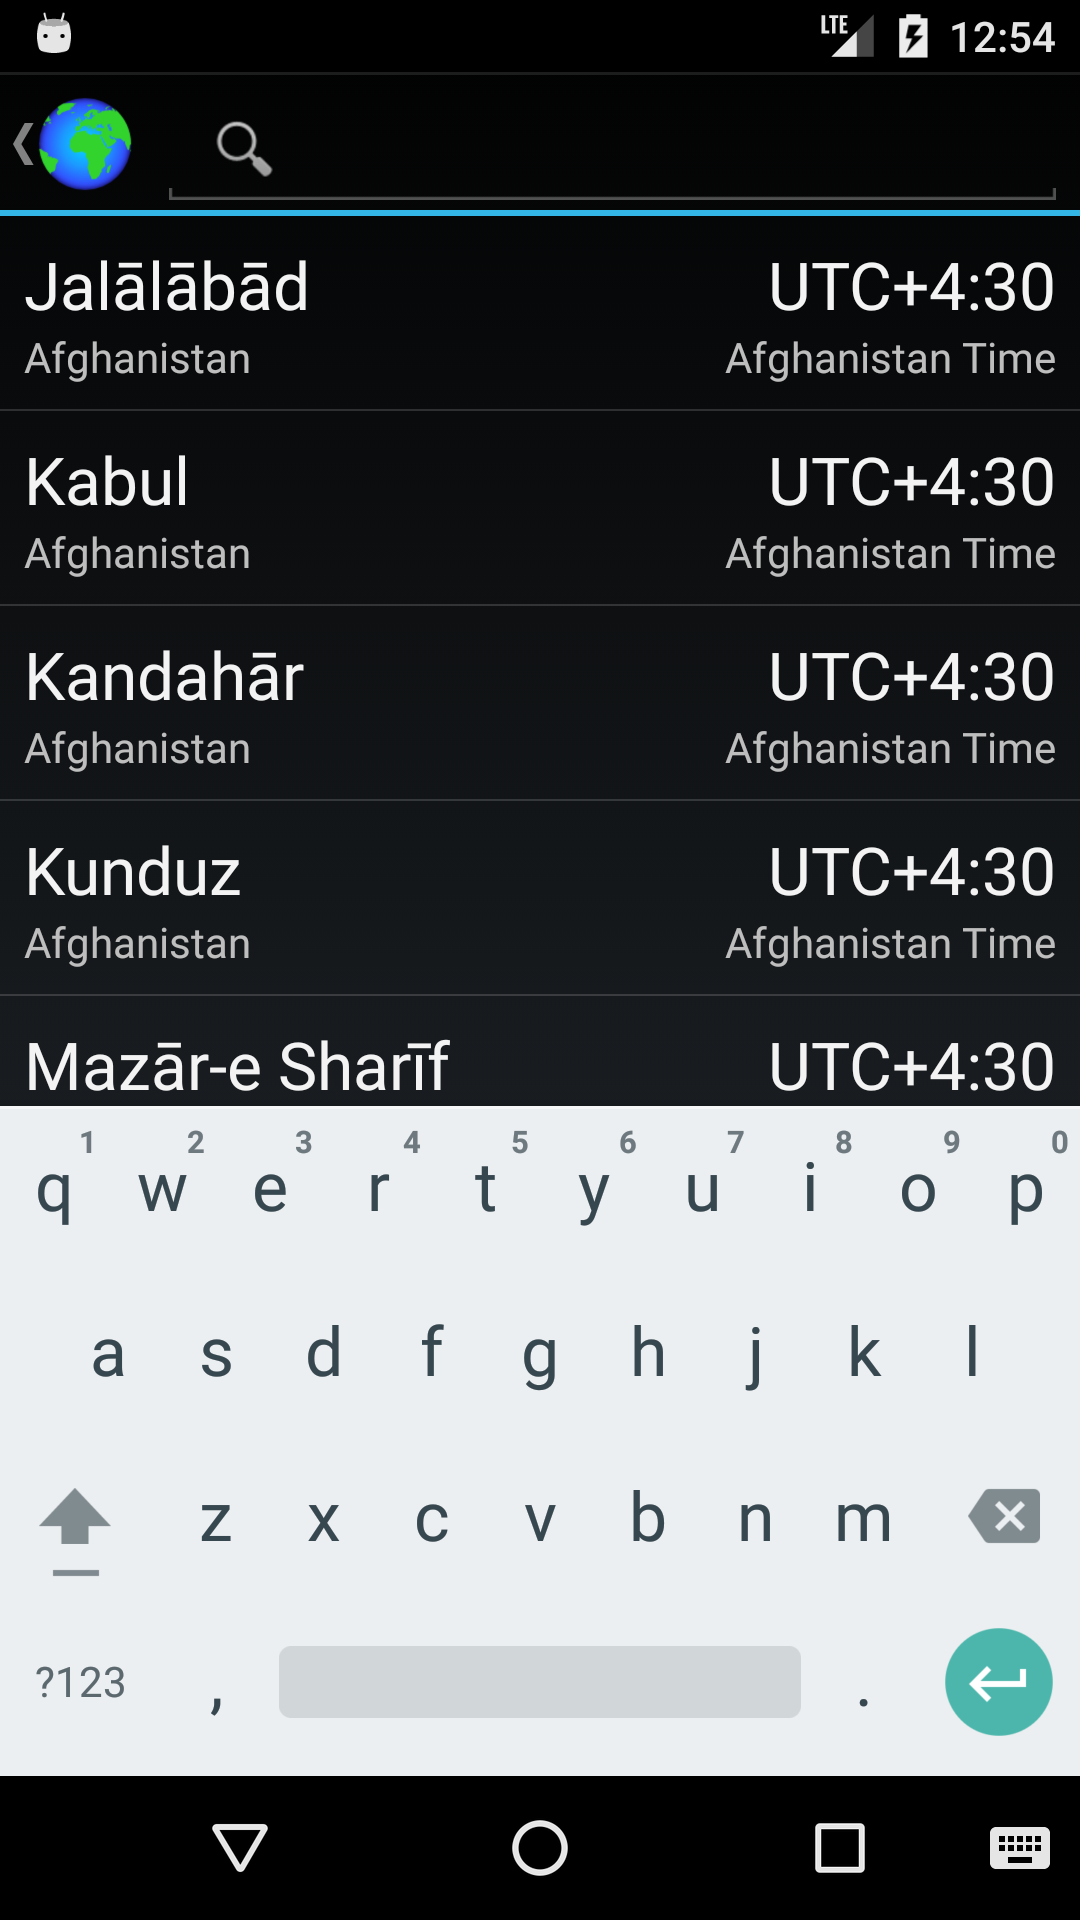 LTE 12:54
Jalālābād UTC+4:30
Afghanistan Afghanistan Time
Kabul UTC+4:30
Afghanistan Afghanistan Time
Kandahār UTC+4:30
Afghanistan Afghanistan Time
Kunduz UTC+4:30
Afghanistan Afghanistan Time
Mazār-e Sharīf UTC+4:30
1 2 3 4 5 6 7 8 9 0
q w e r t y u i o p
a s d f g h j k l
z x c v b n m
?123 , .